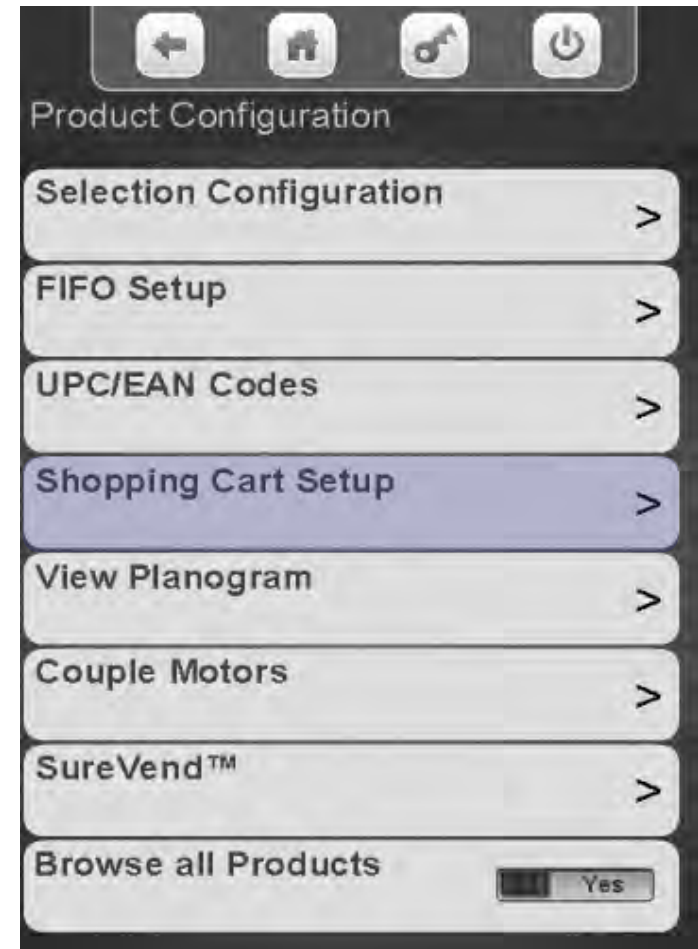 Product Configuration
Selection Configuration
>
FIFO Setup
>
UPC/EAN Codes
>
Shopping Cart Setup
>
View Planogram
>
Couple Motors
>
SureVend™
>
Browse all Products
Yes